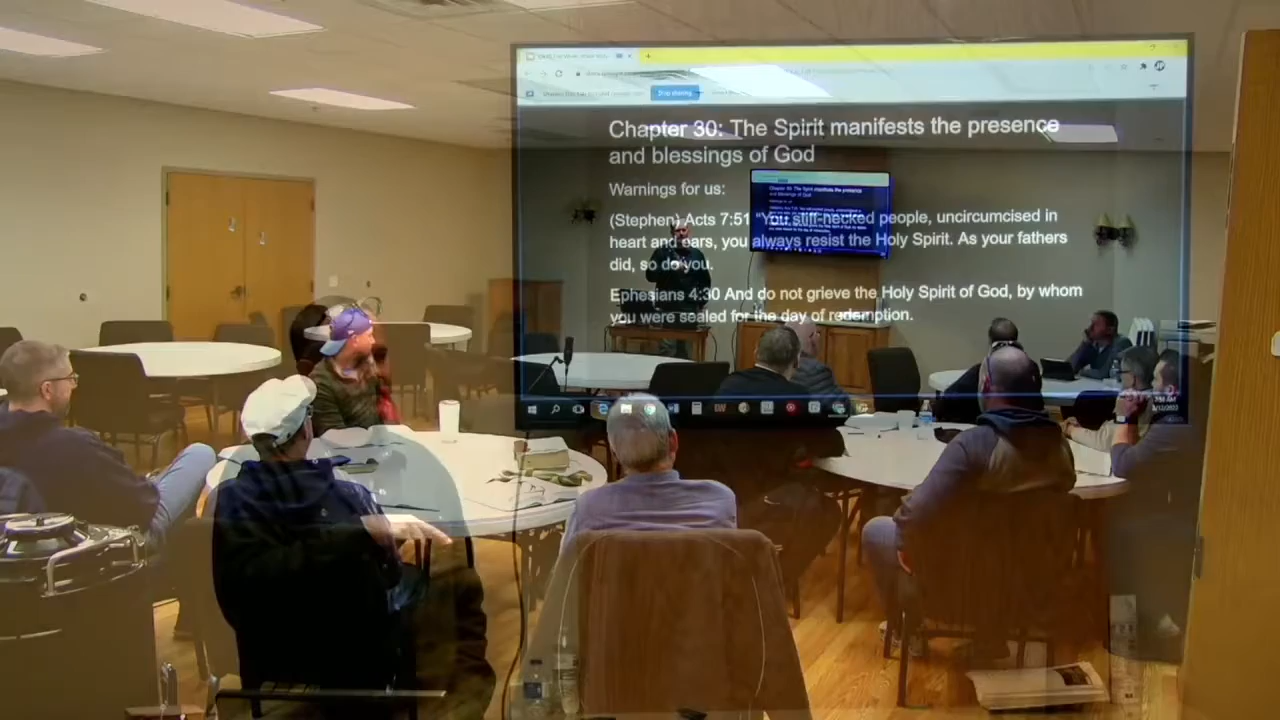 Stop sharing
Chapter 30: The Spirit manifests the presence
and blessings of God
Warnings for us:
(Stephen) Acts 7:51 "You stiff-necked people, uncircumcised in
heart and ears, you always resist the Holy Spirit. As your fathers
did, so do you.
Ephesians 4:30 And do not grieve the Holy Spirit of God, by whom
you were sealed for the day of redemption.